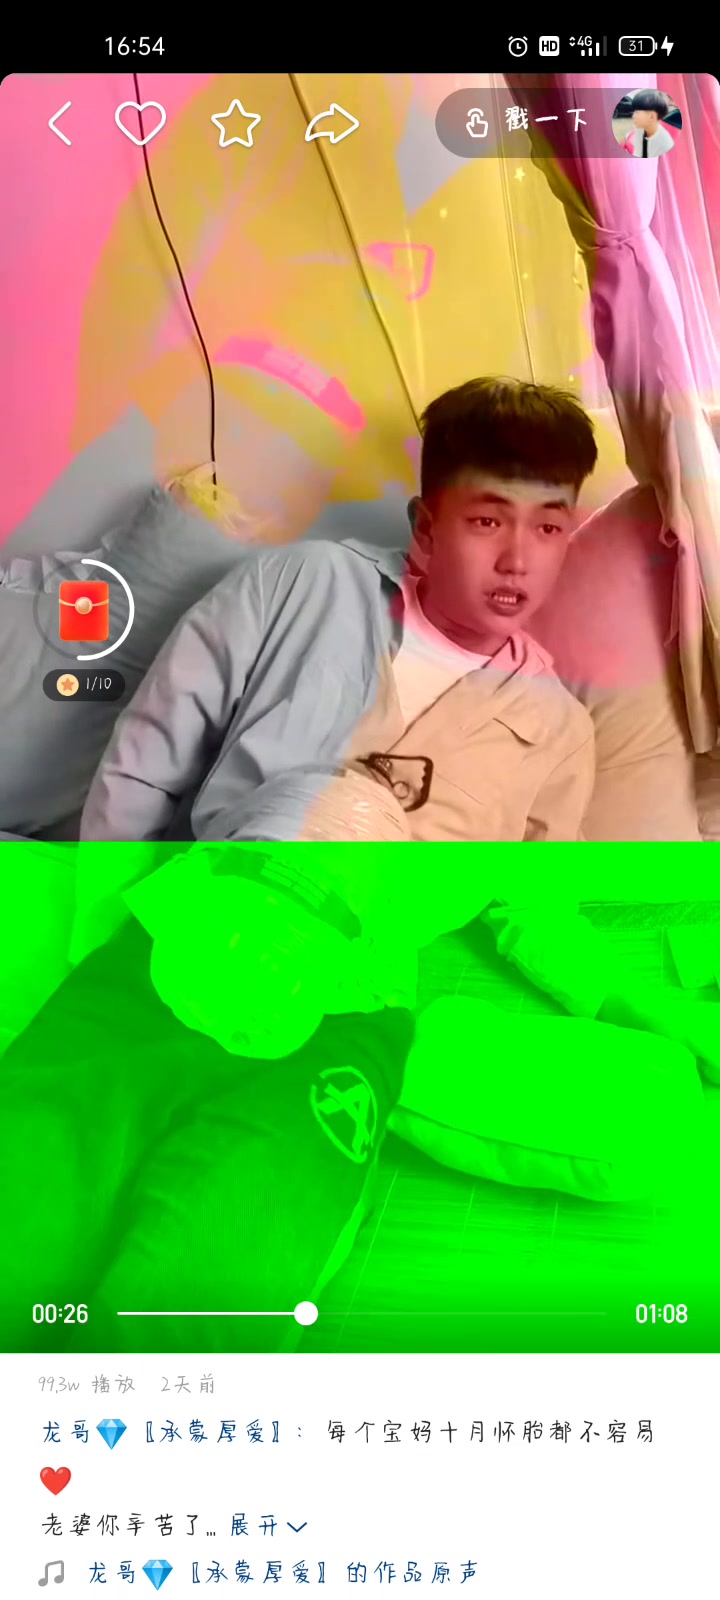 16:54
HD 4G 31
戳一下
1/10
00:26
01:08
99.3w 播放 2天前
龙哥💎〖承蒙厚爱〗: 每个宝妈十月怀胎都不容易
❤️
老婆你辛苦了... 展开
龙哥💎〖承蒙厚爱〗的作品原声